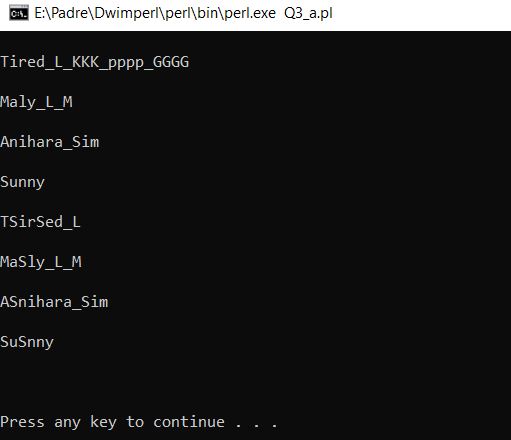 E:\Padre\Dwimperl\perl\bin\perl.exe Q3_a.pl
Tired_L_KKK_pppp_GGGG
Maly_L_M
Anihara_Sim
Sunny
TSirSed_L
MaSly_L_M
ASnihara_Sim
SuSnny
Press any key to continue . . .